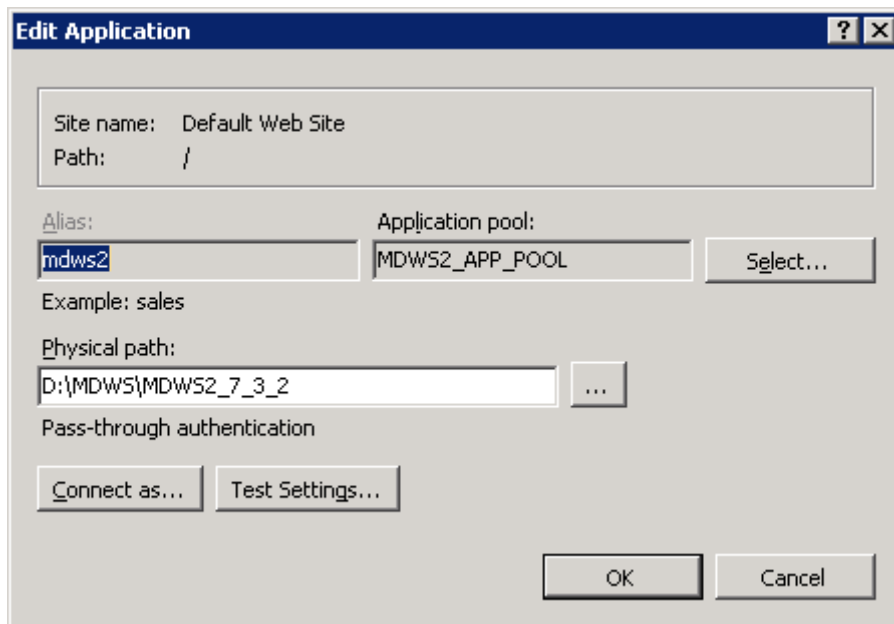 Edit Application
Site name: Default Web Site
Path: /
Alias: Application pool:
mdws2 MDWS2_APP_POOL Select...
Example: sales
Physical path:
D:\MDWS\MDWS2_7_3_2 ...
Pass-through authentication
Connect as... Test Settings...
OK Cancel